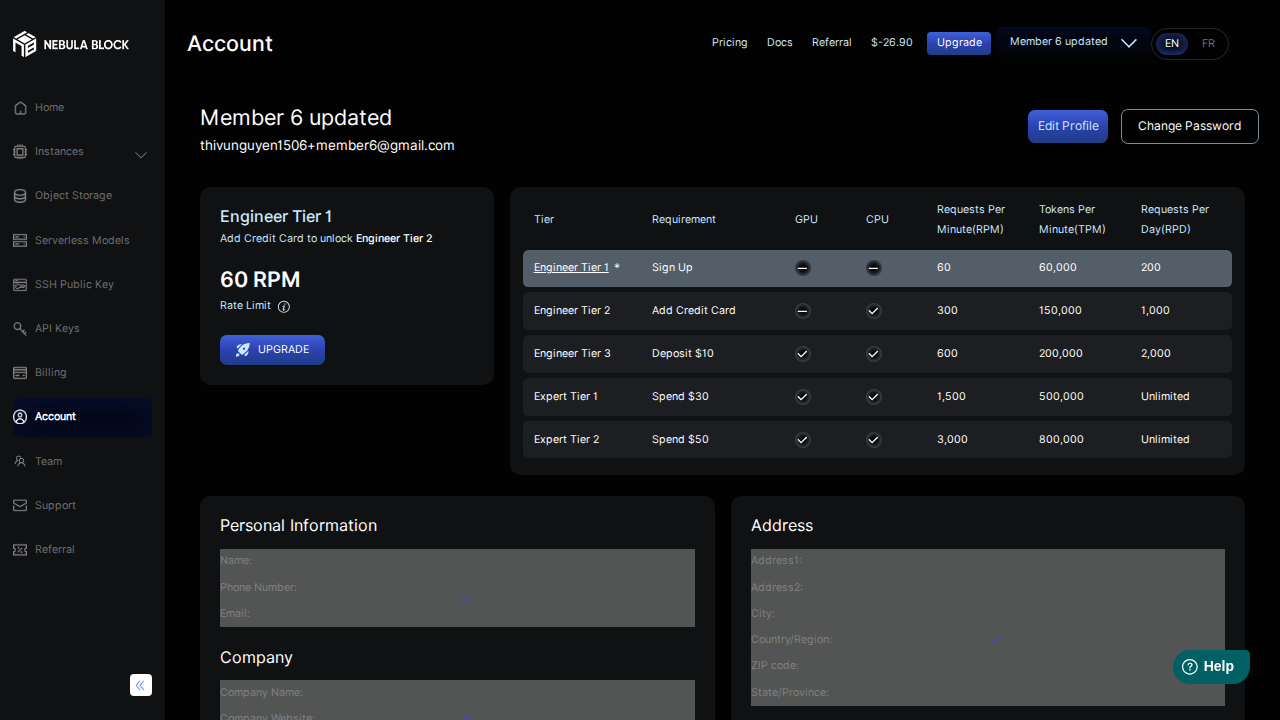 NEBULA BLOCK
Account
Pricing
Docs
Referral
$-26.90
Upgrade
Member 6 updated
EN
FR
Home
Instances
Object Storage
Serverless Models
SSH Public Key
API Keys
Billing
Account
Team
Support
Referral
Member 6 updated
thivunguyen1506+member6@gmail.com
Edit Profile
Change Password
Engineer Tier 1
Add Credit Card to unlock Engineer Tier 2
60 RPM
Rate Limit
UPGRADE
Tier Requirement GPU CPU Requests Per Minute(RPM) Tokens Per Minute(TPM) Requests Per Day(RPD)
Engineer Tier 1 * Sign Up 60 60,000 200
Engineer Tier 2 Add Credit Card 300 150,000 1,000
Engineer Tier 3 Deposit $10 600 200,000 2,000
Expert Tier 1 Spend $30 1,500 500,000 Unlimited
Expert Tier 2 Spend $50 3,000 800,000 Unlimited
Personal Information
Name:
Phone Number:
Email:
Company
Company Name:
Company Website:
Address
Address1:
Address2:
City:
Country/Region:
ZIP code:
State/Province:
Help